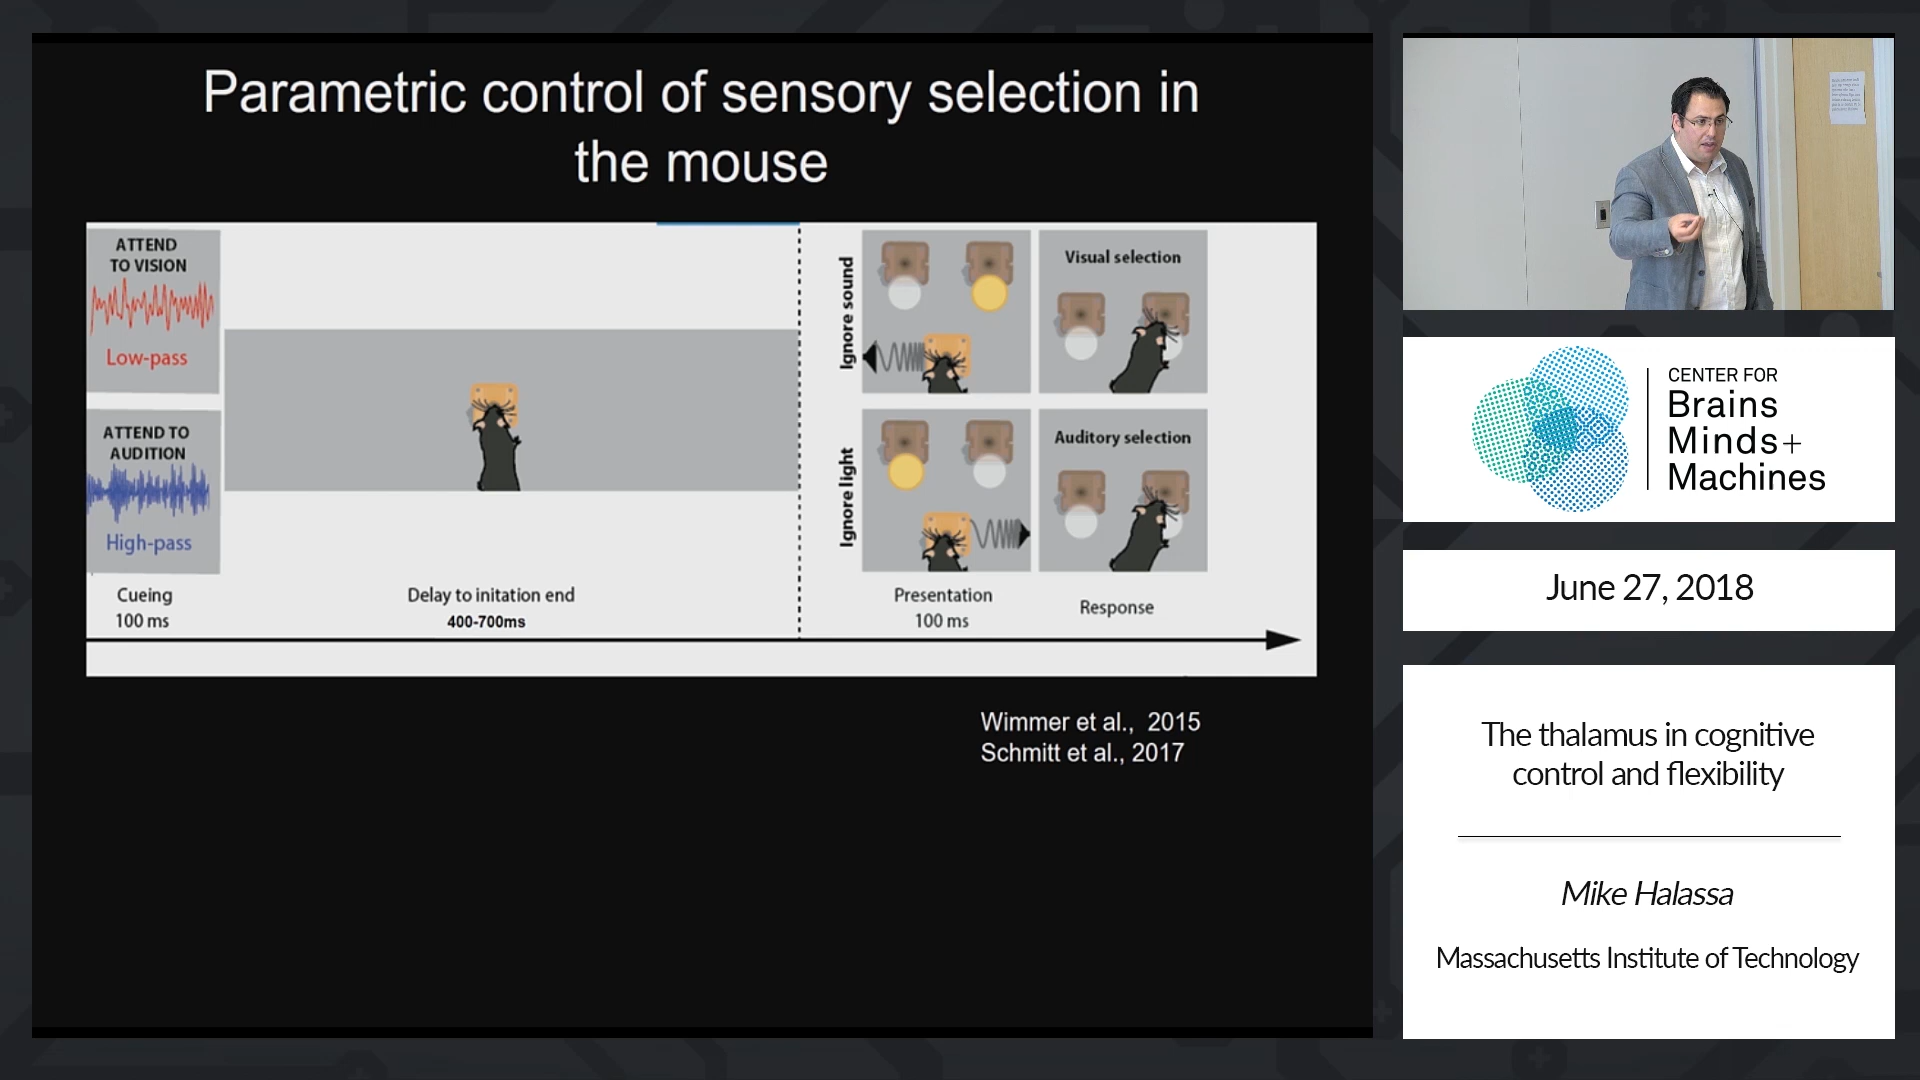 Parametric control of sensory selection in
the mouse
ATTEND
TO VISION
Low-pass
ATTEND TO
AUDITION
High-pass
Cueing
100 ms
Delay to initation end
400-700ms
Ignore sound
Ignore light
Visual selection
Auditory selection
Presentation
100 ms
Response
Wimmer et al., 2015
Schmitt et al., 2017
CENTER FOR
Brains
Minds+
Machines
June 27, 2018
The thalamus in cognitive
control and flexibility
Mike Halassa
Massachusetts Institute of Technology